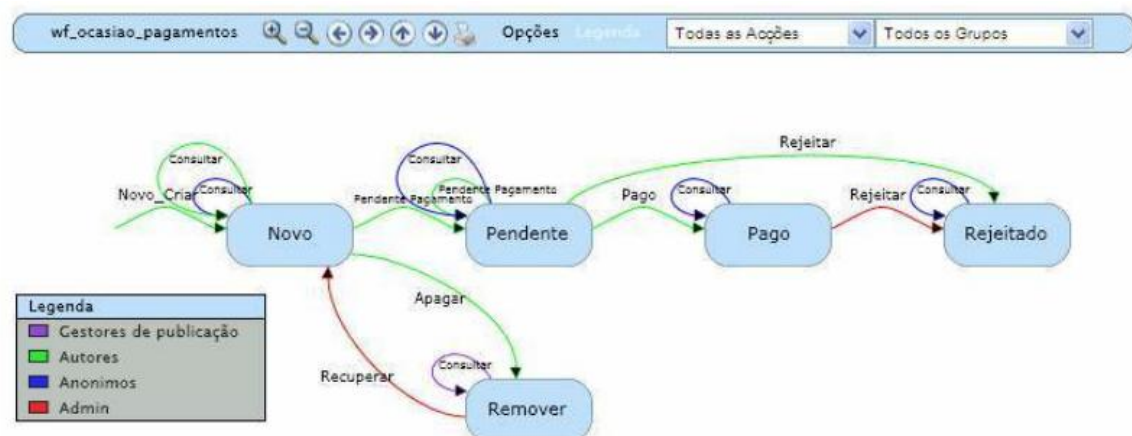 wf_ocasiao_pagamentos Opções Legenda Todas as Acções Todos os Grupos
Rejeitar
Consultar
Consultar
Novo_Criar
Consultar
Pendente Pagamento
Pendente Pagamento
Pago
Consultar
Rejeitar
Consultar
Novo
Pendente
Pago
Rejeitado
Apagar
Legenda
Gestores de publicação
Autores
Anonimos
Admin
Recuperar
Consultar
Remover